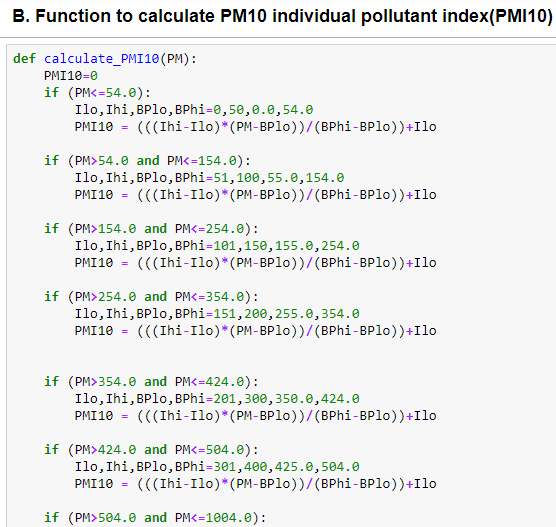 B. Function to calculate PM10 individual pollutant index(PMI10)
def calculate_PMI10(PM):
    PMI10=0
    if (PM<=54.0):
        Ilo,Ihi,BPlo,BPhi=0,50,0.0,54.0
        PMI10 = (((Ihi-Ilo)*(PM-BPlo))/(BPhi-BPlo))+Ilo
    if (PM>54.0 and PM<=154.0):
        Ilo,Ihi,BPlo,BPhi=51,100,55.0,154.0
        PMI10 = (((Ihi-Ilo)*(PM-BPlo))/(BPhi-BPlo))+Ilo
    if (PM>154.0 and PM<=254.0):
        Ilo,Ihi,BPlo,BPhi=101,150,155.0,254.0
        PMI10 = (((Ihi-Ilo)*(PM-BPlo))/(BPhi-BPlo))+Ilo
    if (PM>254.0 and PM<=354.0):
        Ilo,Ihi,BPlo,BPhi=151,200,255.0,354.0
        PMI10 = (((Ihi-Ilo)*(PM-BPlo))/(BPhi-BPlo))+Ilo
    if (PM>354.0 and PM<=424.0):
        Ilo,Ihi,BPlo,BPhi=201,300,350.0,424.0
        PMI10 = (((Ihi-Ilo)*(PM-BPlo))/(BPhi-BPlo))+Ilo
    if (PM>424.0 and PM<=504.0):
        Ilo,Ihi,BPlo,BPhi=301,400,425.0,504.0
        PMI10 = (((Ihi-Ilo)*(PM-BPlo))/(BPhi-BPlo))+Ilo
    if (PM>504.0 and PM<=1004.0):